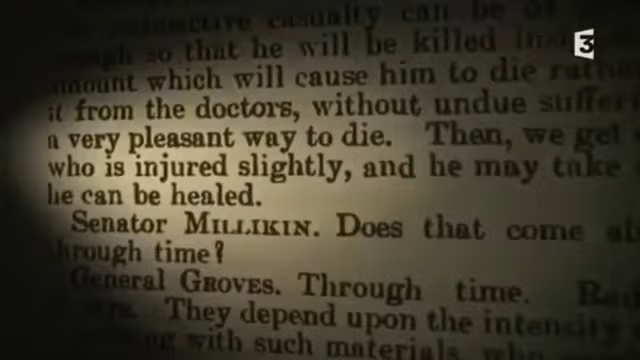 casualty can be
so that he will be killed
amount which will cause him to die
3
it from the doctors, without undue
a very pleasant way to die. Then, we get
who is injured slightly, and he may take
he can be healed.
Senator MILLIKIN. Does that come
through time?
General GROVES. Through time.
They depend upon the intensity
with such materials